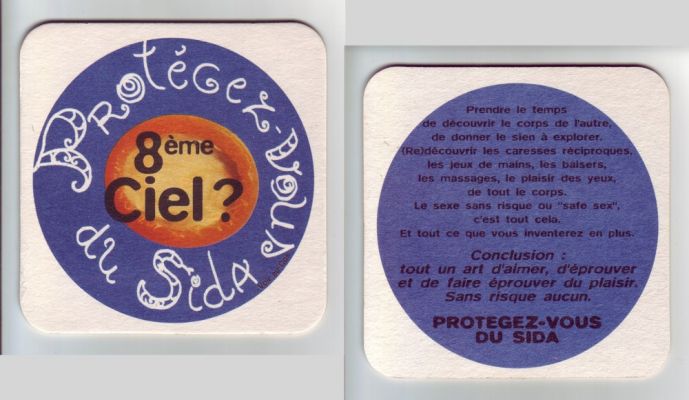 Protégez-vous
du Sida
8ème
Ciel ?
Prendre le temps
de découvrir le corps de l'autre,
de donner le sien à explorer.
(Re)découvrir les caresses réciproques,
les jeux de mains, les baisers,
les massages, le plaisir des yeux,
de tout le corps.
Le sexe sans risque ou "safe sex",
c'est tout cela.
Et tout ce que vous inventerez en plus.
Conclusion :
tout un art d'aimer, d'éprouver
et de faire éprouver du plaisir.
Sans risque aucun.
PROTEGEZ-VOUS
DU SIDA